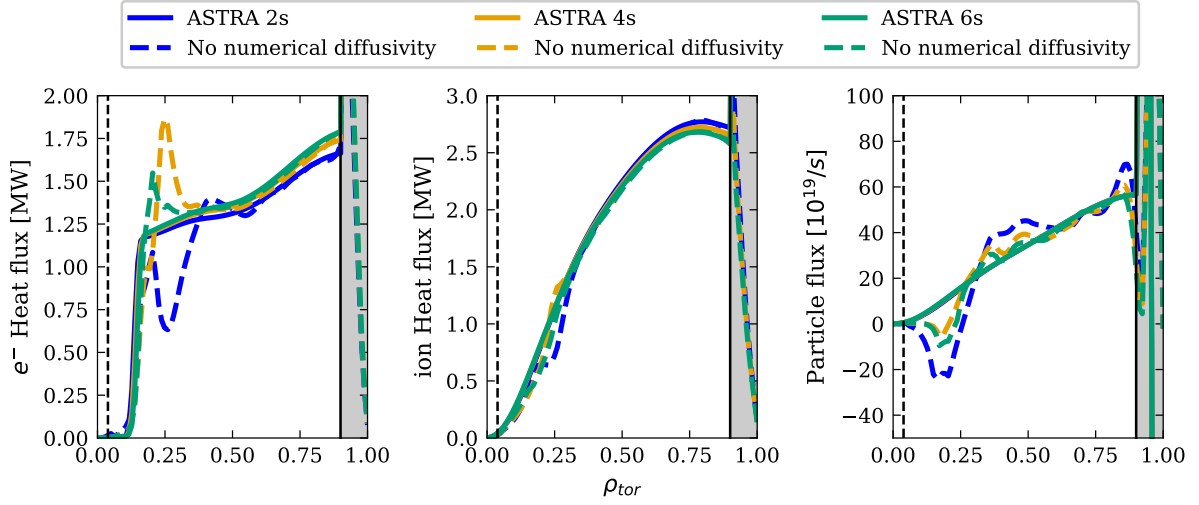 ASTRA 2s ASTRA 4s ASTRA 6s
No numerical diffusivity No numerical diffusivity No numerical diffusivity
e⁻ Heat flux [MW]
2.00
1.75
1.50
1.25
1.00
0.75
0.50
0.25
0.00
0.00 0.25 0.50 0.75 1.00
ion Heat flux [MW]
3.0
2.5
2.0
1.5
1.0
0.5
0.0
0.00 0.25 0.50 0.75 1.00
ρ_tor
Particle flux [10¹⁹/s]
100
80
60
40
20
0
−20
−40
0.00 0.25 0.50 0.75 1.00